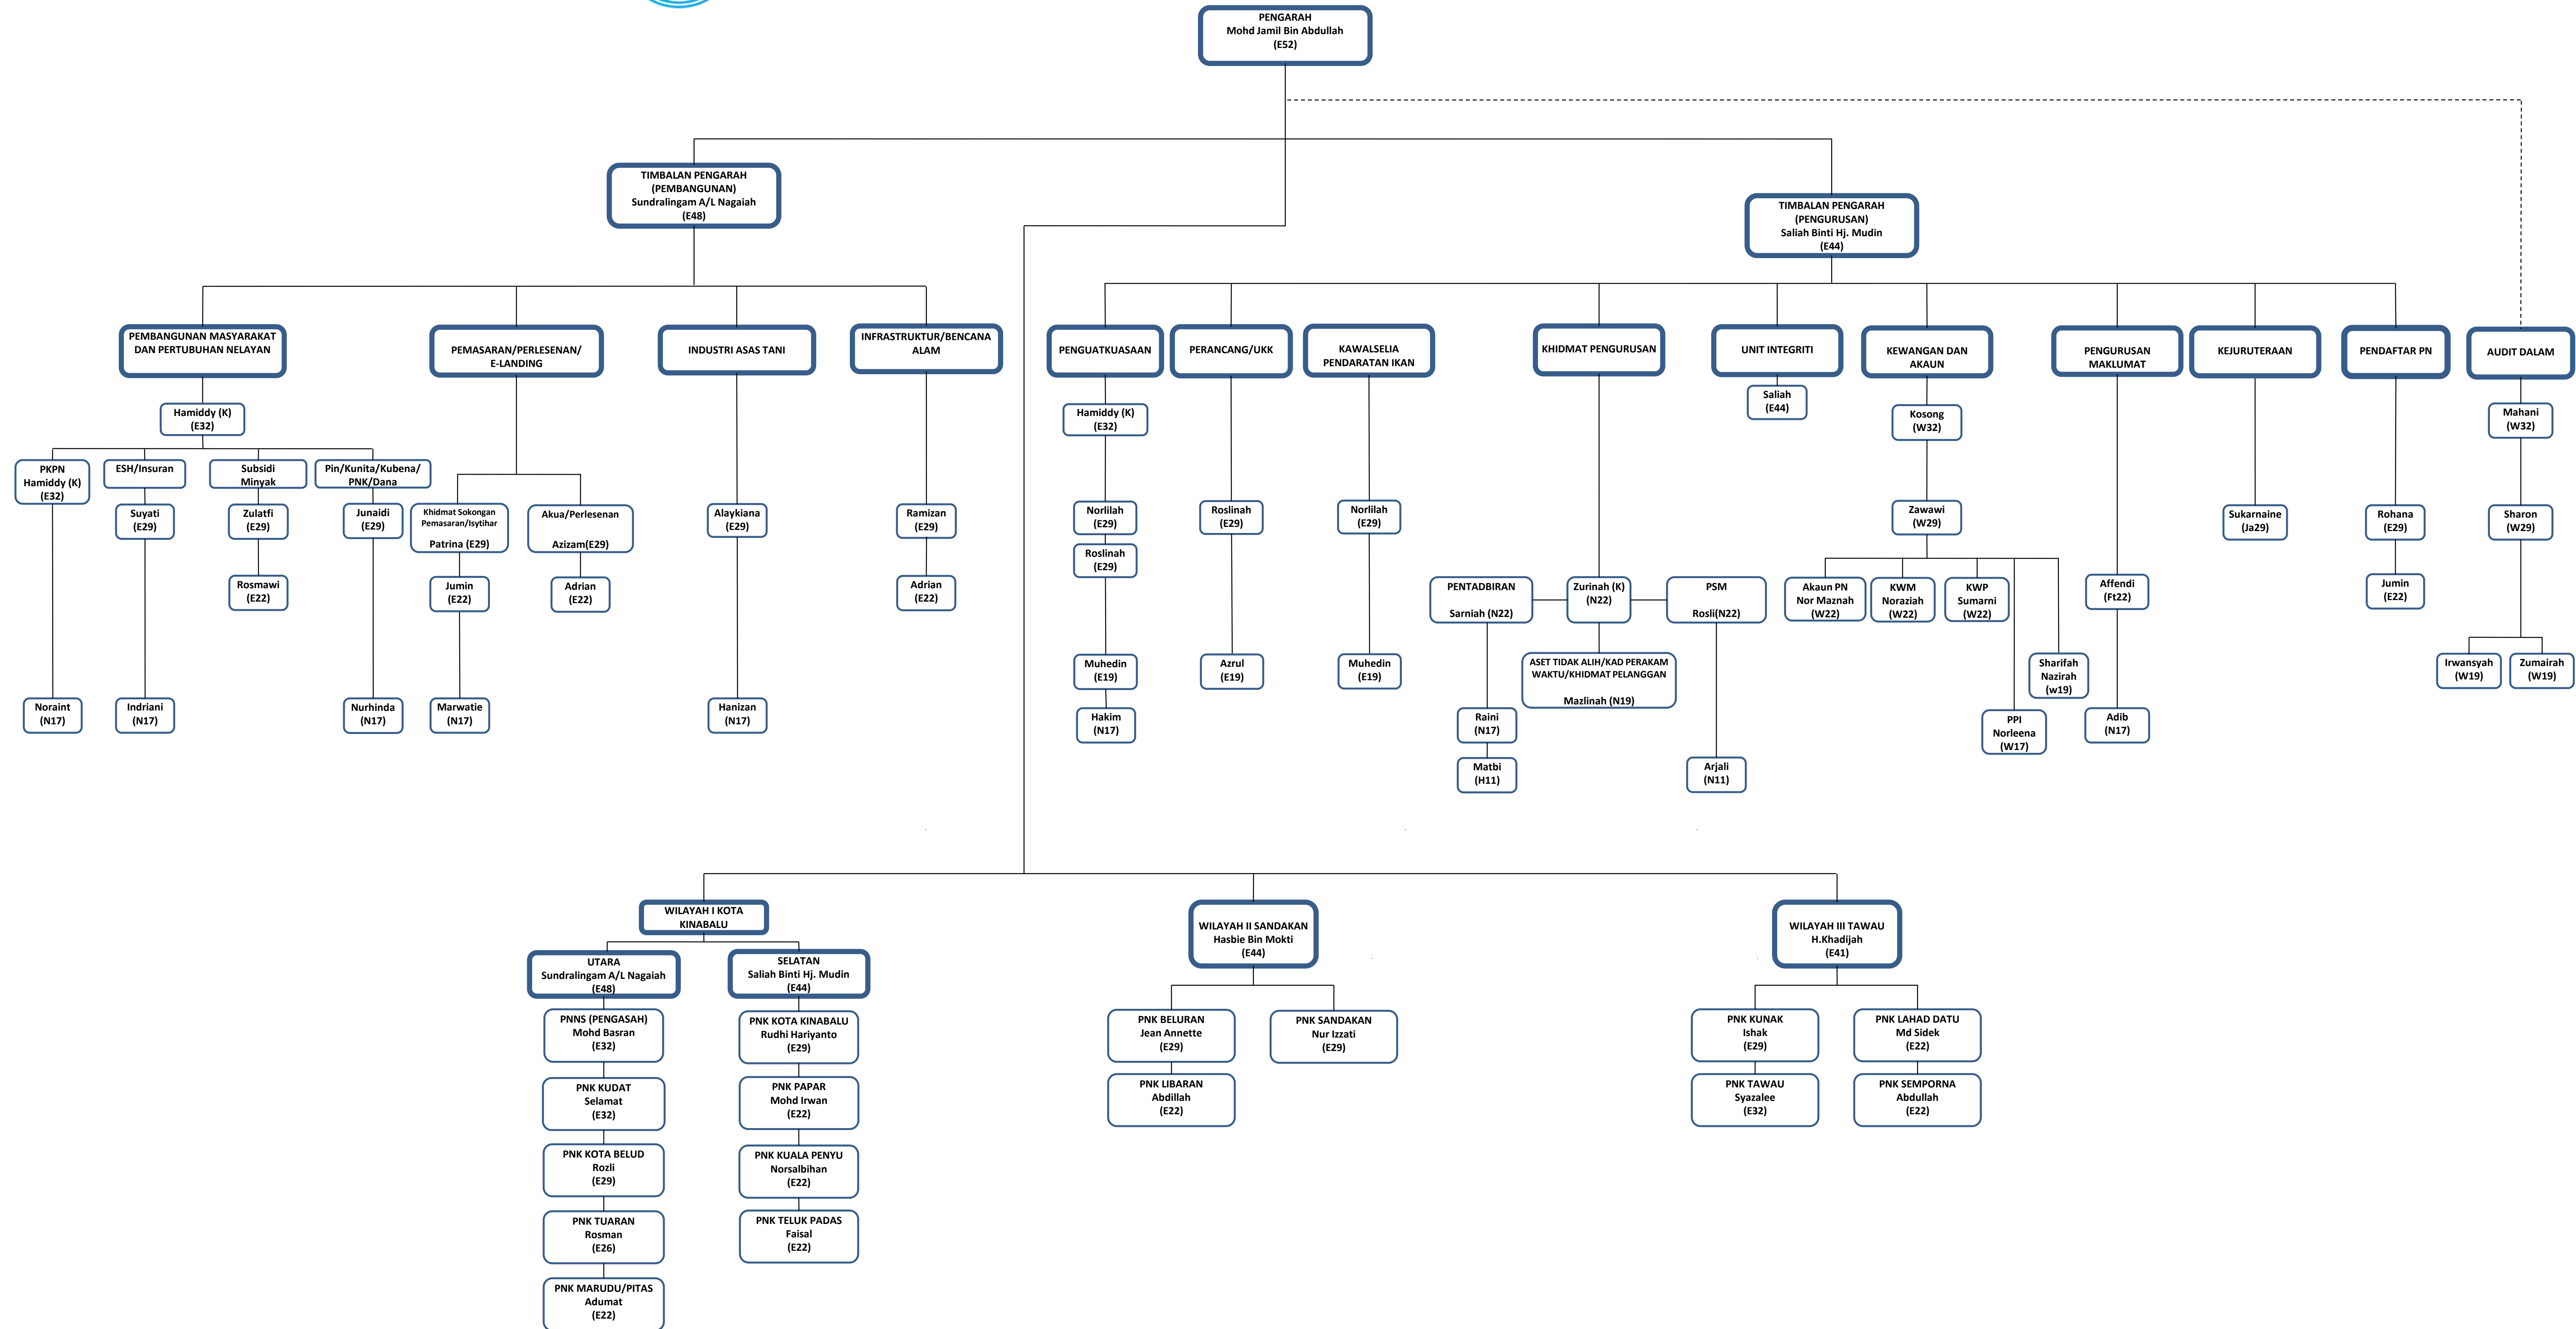 PENGARAH
Mohd Jamil Bin Abdullah
(E52)
TIMBALAN PENGARAH
(PEMBANGUNAN)
Sundralingam A/L Nagaiah
(E48)
TIMBALAN PENGARAH
(PENGURUSAN)
Saliah Binti Hj. Mudin
(E44)
PEMBANGUNAN MASYARAKAT
DAN PERTUBUHAN NELAYAN
PEMASARAN/PERLESENAN/
E-LANDING
INDUSTRI ASAS TANI
INFRASTRUKTUR/BENCANA
ALAM
PENGUATKUASAAN
PERANCANG/UKK
KAWALSELIA
PENDARATAN IKAN
KHIDMAT PENGURUSAN
UNIT INTEGRITI
KEWANGAN DAN
AKAUN
PENGURUSAN
MAKLUMAT
KEJURUTERAAN
PENDAFTAR PN
AUDIT DALAM
Hamiddy (K)
(E32)
PKPN
Hamiddy (K)
(E32)
ESH/Insuran
Subsidi
Minyak
Pin/Kunita/Kubena/
PNK/Dana
Suyati
(E29)
Zulatfi
(E29)
Junaidi
(E29)
Rosmawi
(E22)
Noraint
(N17)
Indriani
(N17)
Nurhinda
(N17)
Khidmat Sokongan
Pemasaran/Isytihar
Patrina (E29)
Akua/Perlesenan
Azizam(E29)
Jumin
(E22)
Adrian
(E22)
Marwatie
(N17)
Alaykiana
(E29)
Hanizan
(N17)
Ramizan
(E29)
Adrian
(E22)
Hamiddy (K)
(E32)
Norlilah
(E29)
Roslinah
(E29)
Muhedin
(E19)
Hakim
(N17)
Roslinah
(E29)
Azrul
(E19)
Norlilah
(E29)
Muhedin
(E19)
PENTADBIRAN
Sarniah (N22)
Zurinah (K)
(N22)
PSM
Rosli(N22)
ASET TIDAK ALIH/KAD PERAKAM
WAKTU/KHIDMAT PELANGGAN
Mazlinah (N19)
Raini
(N17)
Matbi
(H11)
Arjali
(N11)
Saliah
(E44)
Kosong
(W32)
Zawawi
(W29)
Akaun PN
Nor Maznah
(W22)
KWM
Noraziah
(W22)
KWP
Sumarni
(W22)
Sharifah
Nazirah
(w19)
PPI
Norleena
(W17)
Affendi
(Ft22)
Adib
(N17)
Sukarnaine
(Ja29)
Rohana
(E29)
Jumin
(E22)
Mahani
(W32)
Sharon
(W29)
Irwansyah
(W19)
Zumairah
(W19)
WILAYAH I KOTA
KINABALU
UTARA
Sundralingam A/L Nagaiah
(E48)
SELATAN
Saliah Binti Hj. Mudin
(E44)
PNNS (PENGASAH)
Mohd Basran
(E32)
PNK KUDAT
Selamat
(E32)
PNK KOTA BELUD
Rozli
(E29)
PNK TUARAN
Rosman
(E26)
PNK MARUDU/PITAS
Adumat
(E22)
PNK KOTA KINABALU
Rudhi Hariyanto
(E29)
PNK PAPAR
Mohd Irwan
(E22)
PNK KUALA PENYU
Norsalbihan
(E22)
PNK TELUK PADAS
Faisal
(E22)
WILAYAH II SANDAKAN
Hasbie Bin Mokti
(E44)
PNK BELURAN
Jean Annette
(E29)
PNK SANDAKAN
Nur Izzati
(E29)
PNK LIBARAN
Abdillah
(E22)
WILAYAH III TAWAU
H.Khadijah
(E41)
PNK KUNAK
Ishak
(E29)
PNK LAHAD DATU
Md Sidek
(E22)
PNK TAWAU
Syazalee
(E32)
PNK SEMPORNA
Abdullah
(E22)